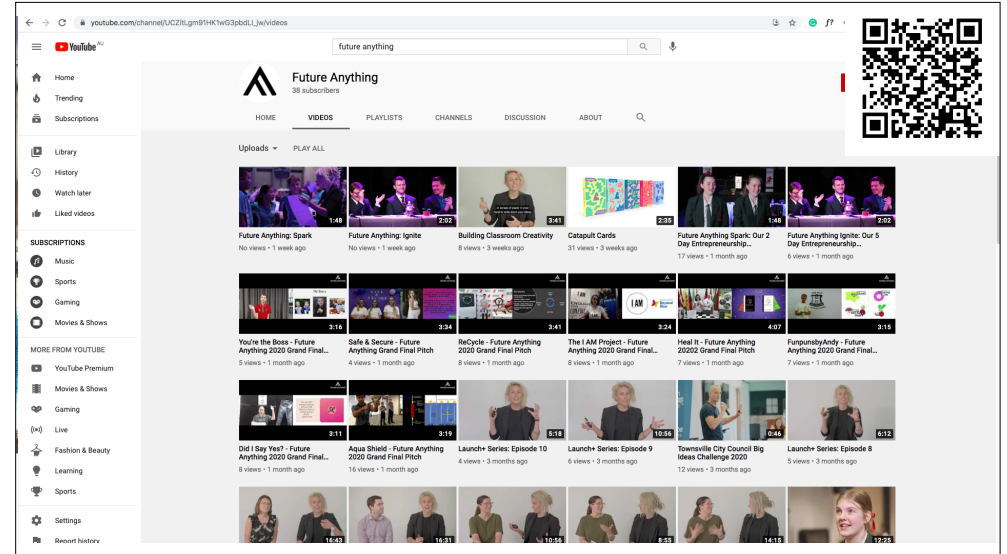 youtube.com/channel/UCZItLgm91HK1wG3pbdLI_jw/videos
YouTube AU
future anything
Home
Trending
Subscriptions
Library
History
Watch later
Liked videos
SUBSCRIPTIONS
Music
Sports
Gaming
Movies & Shows
MORE FROM YOUTUBE
YouTube Premium
Movies & Shows
Gaming
Live
Fashion & Beauty
Learning
Sports
Settings
Report history
Future Anything
38 subscribers
HOME VIDEOS PLAYLISTS CHANNELS DISCUSSION ABOUT
Uploads PLAY ALL
1:48 2:02 3:41 2:35 1:48 2:02
Future Anything: Spark
No views • 1 week ago
Future Anything: Ignite
No views • 1 week ago
Building Classroom Creativity
8 views • 3 weeks ago
Catapult Cards
31 views • 3 weeks ago
Future Anything Spark: Our 2
Day Entrepreneurship...
17 views • 1 month ago
Future Anything Ignite: Our 5
Day Entrepreneurship...
6 views • 1 month ago
I AM
3:16 3:34 3:41 3:24 4:07 3:15
You're the Boss - Future
Anything 2020 Grand Final...
5 views • 1 month ago
Safe & Secure - Future
Anything Grand Final Pitch
4 views • 1 month ago
ReCycle - Future Anything
2020 Grand Final Pitch
8 views • 1 month ago
The I AM Project - Future
Anything 2020 Grand Final...
8 views • 1 month ago
Heal It - Future Anything
20202 Grand Final Pitch
7 views • 1 month ago
FunpunsbyAndy - Future
Anything 2020 Grand Final...
7 views • 1 month ago
3:11 3:19 5:18 10:56 0:46 6:12
Did I Say Yes? - Future
Anything 2020 Grand Final...
8 views • 1 month ago
Aqua Shield - Future Anything
2020 Grand Final Pitch
16 views • 1 month ago
Launch+ Series: Episode 10
4 views • 3 months ago
Launch+ Series: Episode 9
6 views • 3 months ago
Townsville City Council Big
Ideas Challenge 2020
12 views • 3 months ago
Launch+ Series: Episode 8
5 views • 3 months ago
16:43 16:31 10:56 8:55 14:15 12:25